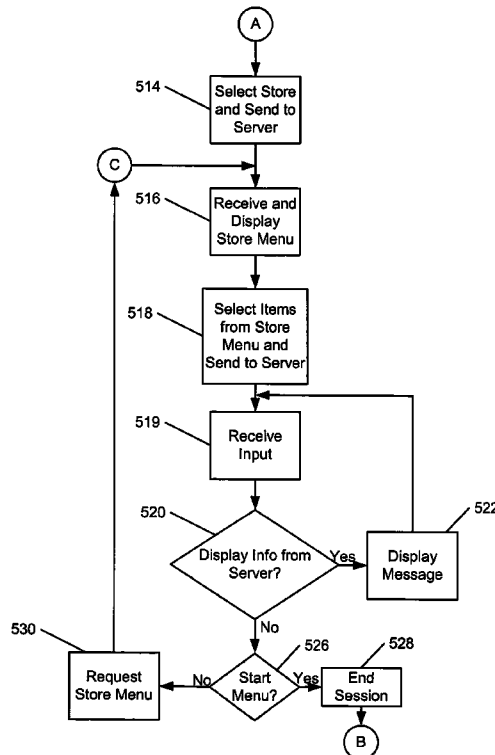 A
514
Select Store
and Send to
Server
C
516
Receive and
Display
Store Menu
518
Select Items
from Store
Menu and
Send to Server
519
Receive
Input
520
Display Info from
Server?
Yes
522
Display
Message
No
530
Request
Store Menu
No
526
Start
Menu?
Yes
528
End
Session
B